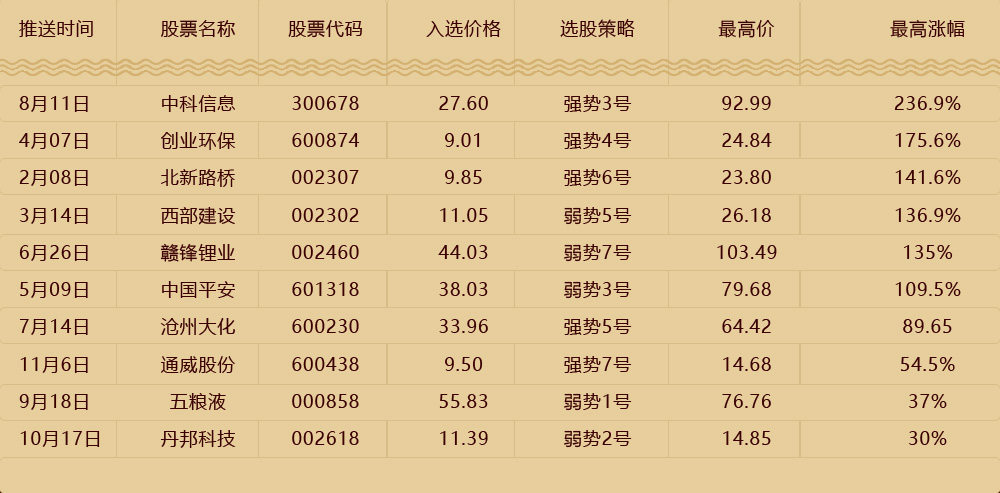 推送时间 股票名称 股票代码 入选价格 选股策略 最高价 最高涨幅
8月11日 中科信息 300678 27.60 强势3号 92.99 236.9%
4月07日 创业环保 600874 9.01 强势4号 24.84 175.6%
2月08日 北新路桥 002307 9.85 强势6号 23.80 141.6%
3月14日 西部建设 002302 11.05 弱势5号 26.18 136.9%
6月26日 赣锋锂业 002460 44.03 弱势7号 103.49 135%
5月09日 中国平安 601318 38.03 弱势3号 79.68 109.5%
7月14日 沧州大化 600230 33.96 强势5号 64.42 89.65
11月6日 通威股份 600438 9.50 强势7号 14.68 54.5%
9月18日 五粮液 000858 55.83 弱势1号 76.76 37%
10月17日 丹邦科技 002618 11.39 弱势2号 14.85 30%